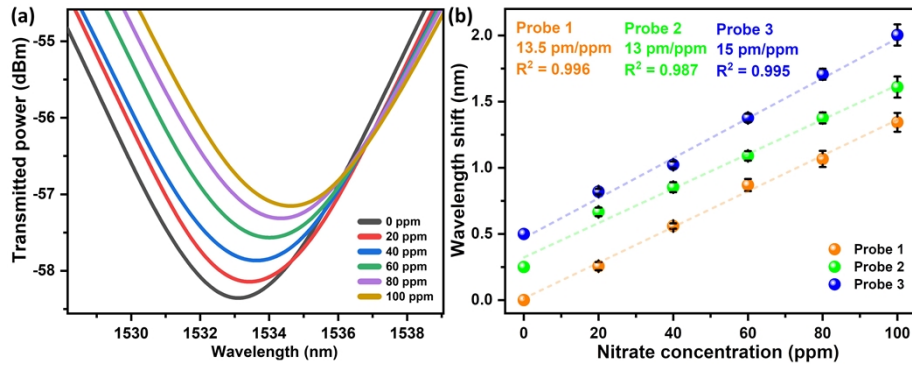 (a)
Transmitted power (dBm)
-55
-56
-57
-58
1530
1532
1534
1536
1538
Wavelength (nm)
0 ppm
20 ppm
40 ppm
60 ppm
80 ppm
100 ppm
(b)
Wavelength shift (nm)
2.0
1.5
1.0
0.5
0.0
0
20
40
60
80
100
Nitrate concentration (ppm)
Probe 1
13.5 pm/ppm
R² = 0.996
Probe 2
13 pm/ppm
R² = 0.987
Probe 3
15 pm/ppm
R² = 0.995
Probe 1
Probe 2
Probe 3